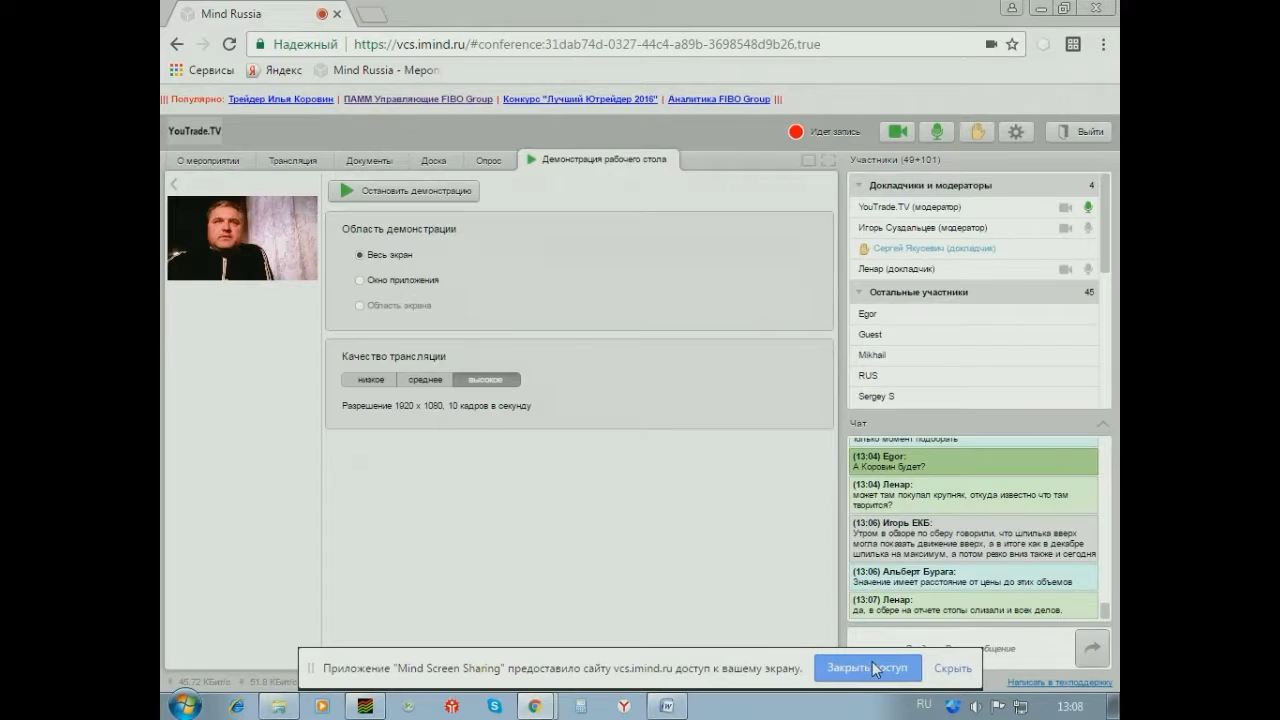 Mind Russia
Надежный
https://vcs.imind.ru/#conference:31dab74d-0327-44c4-a89b-3698548d9b26,true
Сервисы
Яндекс
Mind Russia - Мероп
||| Популярно: Трейдер Илья Коровин | ПАММ Управляющие FIBO Group | Конкурс "Лучший Ютрейдер 2016" | Аналитика FIBO Group |||
YouTrade.TV
Идет запись
Выйти
О мероприятии
Трансляция
Документы
Доска
Опрос
Демонстрация рабочего стола
Остановить демонстрацию
Область демонстрации
Весь экран
Окно приложения
Область экрана
Качество трансляции
низкое
среднее
высокое
Разрешение 1920 x 1080, 10 кадров в секунду
Участники (49+101)
Докладчики и модераторы 4
YouTrade.TV (модератор)
Игорь Суздальцев (модератор)
Сергей Якусевич (докладчик)
Ленар (докладчик)
Остальные участники 45
Egor
Guest
Mikhail
RUS
Sergey S
Чат
только момент подобрать
(13:04) Egor:
А Коровин будет?
(13:04) Ленар:
может там покупал крупняк, откуда известно что там
творится?
(13:06) Игорь ЕКБ:
Утром в обзоре по сберу говорили, что шпилька вверх
могла показать движение вверх, а в итоге как в декабре
шпилька на максимум, а потом резко вниз также и сегодня
(13:06) Альберт Бурага:
Значение имеет расстояние от цены до этих объемов
(13:07) Ленар:
да, в сбере на отчете стопы слизали и всех делов.
Приложение "Mind Screen Sharing" предоставило сайту vcs.imind.ru доступ к вашему экрану.
Закрыть доступ
Скрыть
45.72 КБит/с
51.8 КБит/с
Написать в техподдержку
RU
13:08